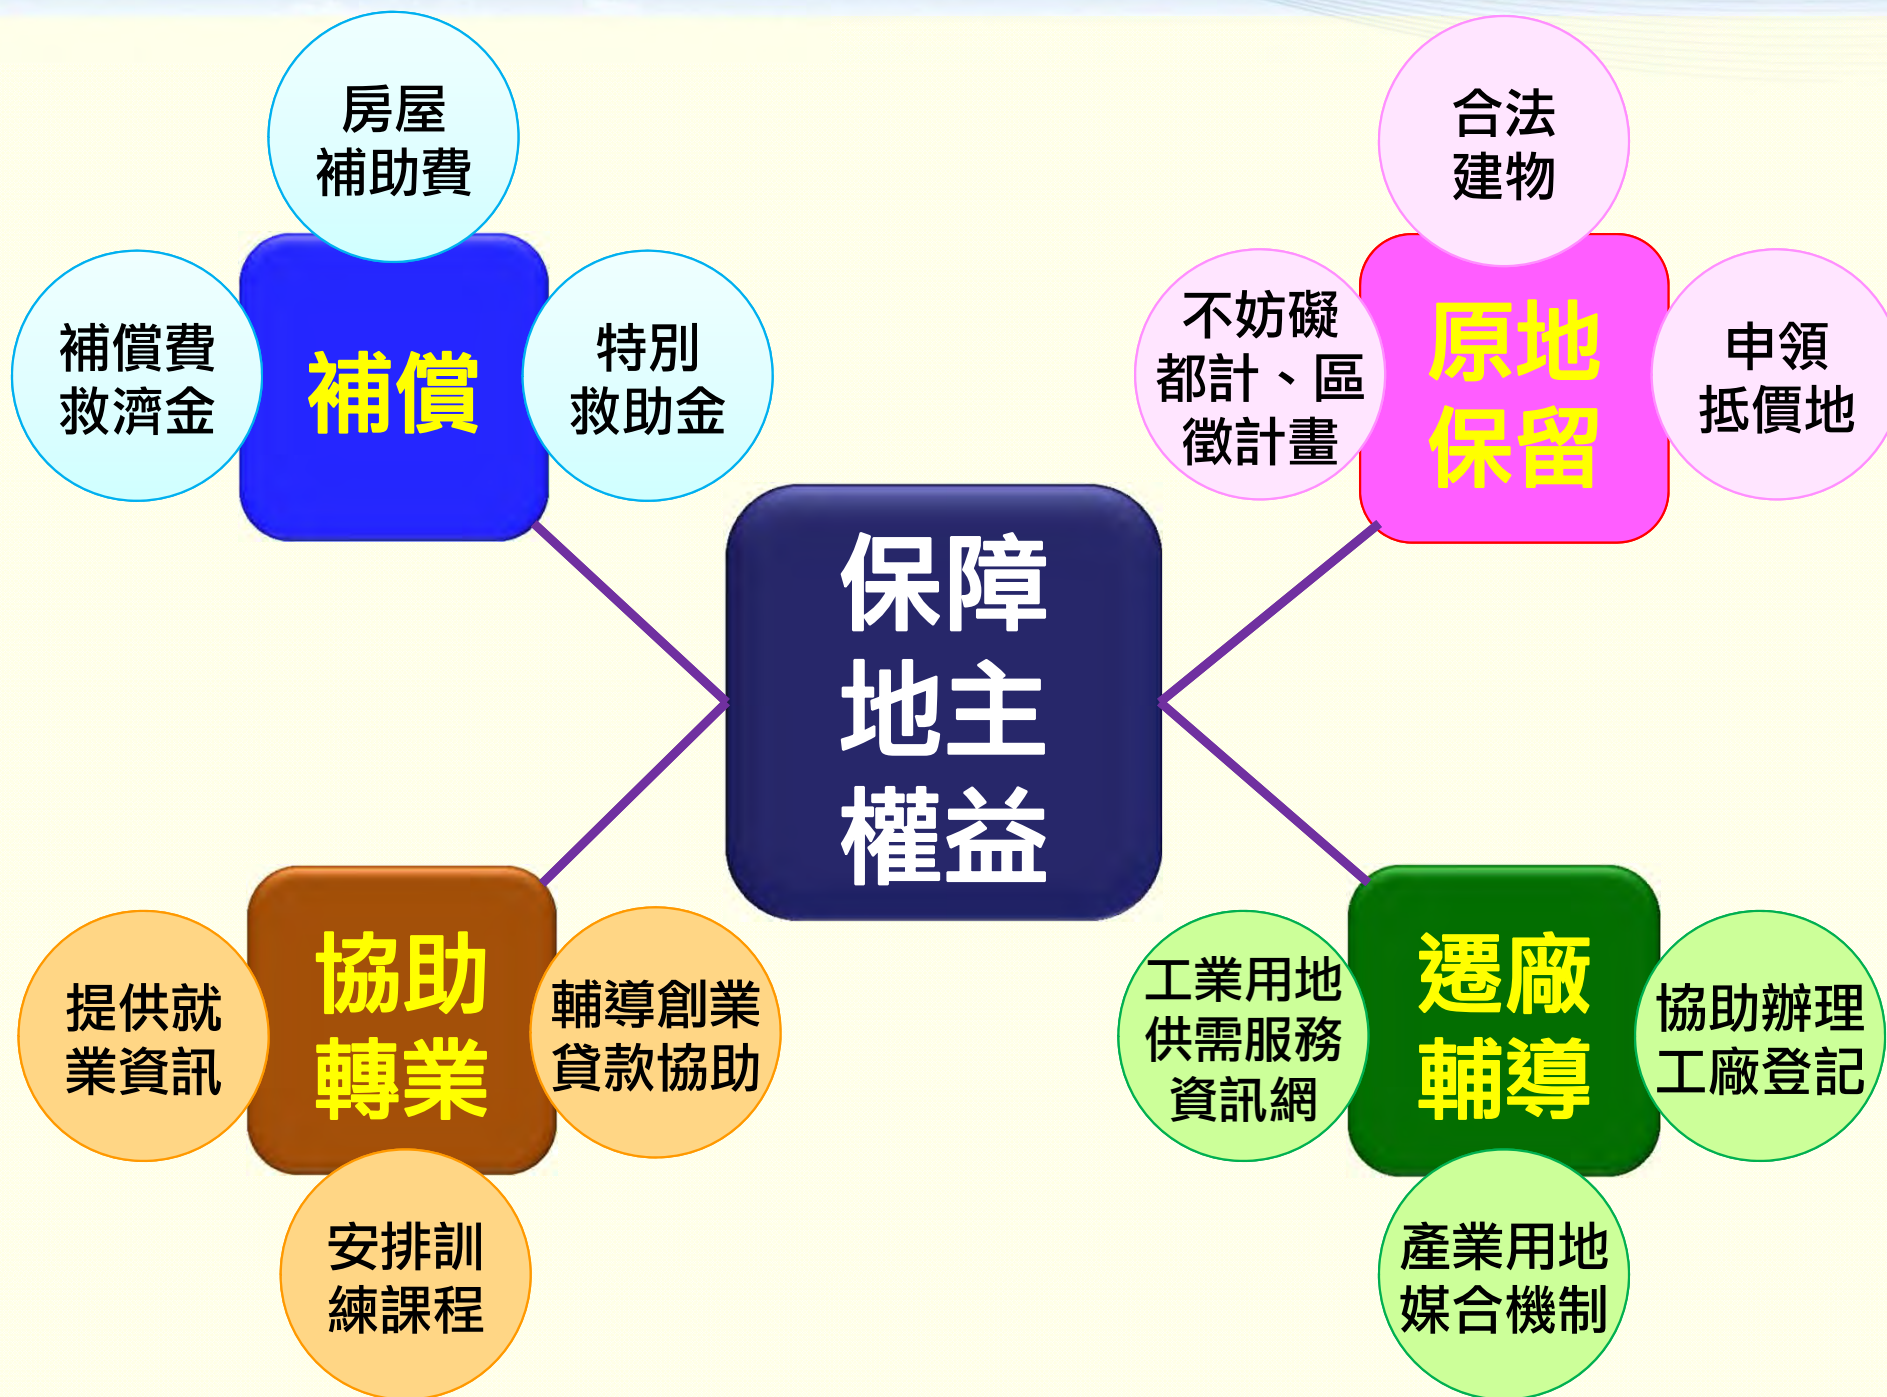 房屋
補助費
補償費
救濟金
補償
特別
救助金
合法
建物
不妨礙
都計、區
徵計畫
原地
保留
申領
抵價地
保障
地主
權益
提供就
業資訊
協助
轉業
輔導創業
貸款協助
安排訓
練課程
工業用地
供需服務
資訊網
遷廠
輔導
協助辦理
工廠登記
產業用地
媒合機制